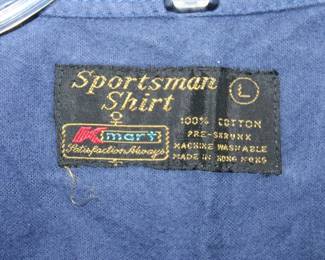 Sportsman
Shirt
L
Kmart
Satisfaction Always
100% COTTON
PRE-SHRUNK
MACHINE WASHABLE
MADE IN HONG KONG